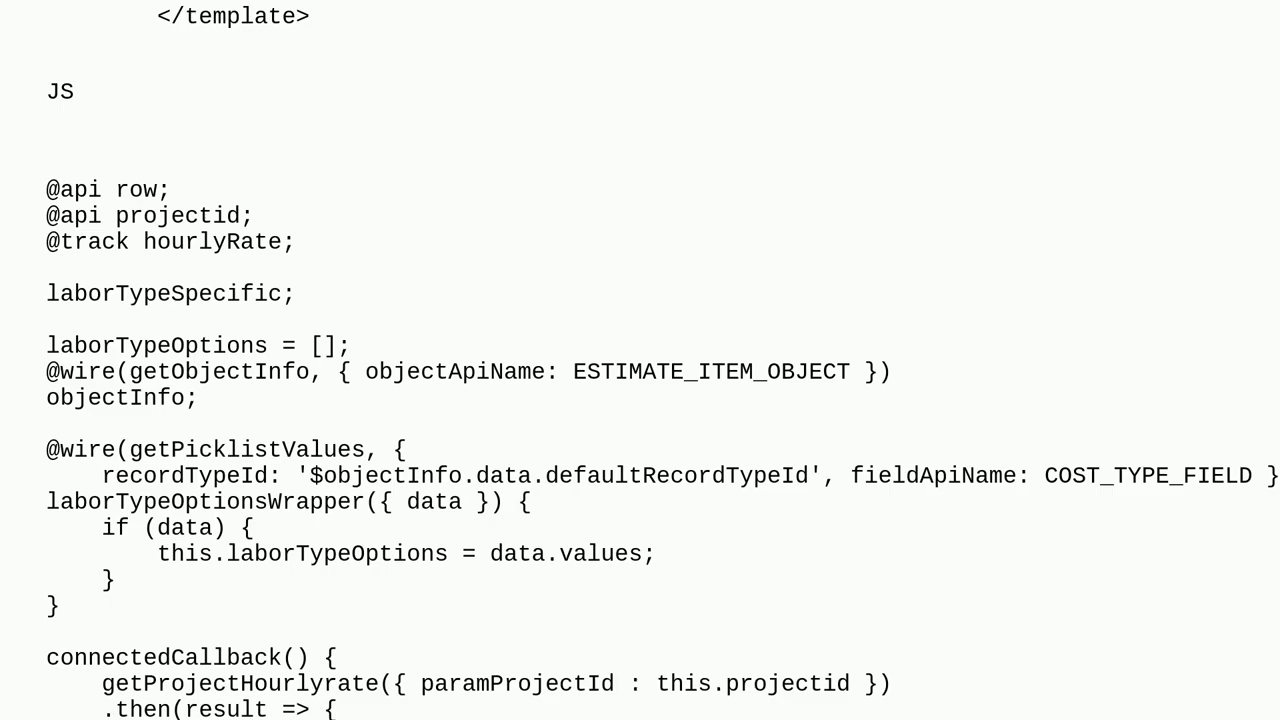 </template>
JS
@api row;
@api projectid;
@track hourlyRate;
laborTypeSpecific;
laborTypeOptions = [];
@wire(getObjectInfo, { objectApiName: ESTIMATE_ITEM_OBJECT })
objectInfo;
@wire(getPicklistValues, {
    recordTypeId: '$objectInfo.data.defaultRecordTypeId', fieldApiName: COST_TYPE_FIELD }
laborTypeOptionsWrapper({ data }) {
    if (data) {
        this.laborTypeOptions = data.values;
    }
}
connectedCallback() {
    getProjectHourlyrate({ paramProjectId : this.projectid })
    .then(result => {